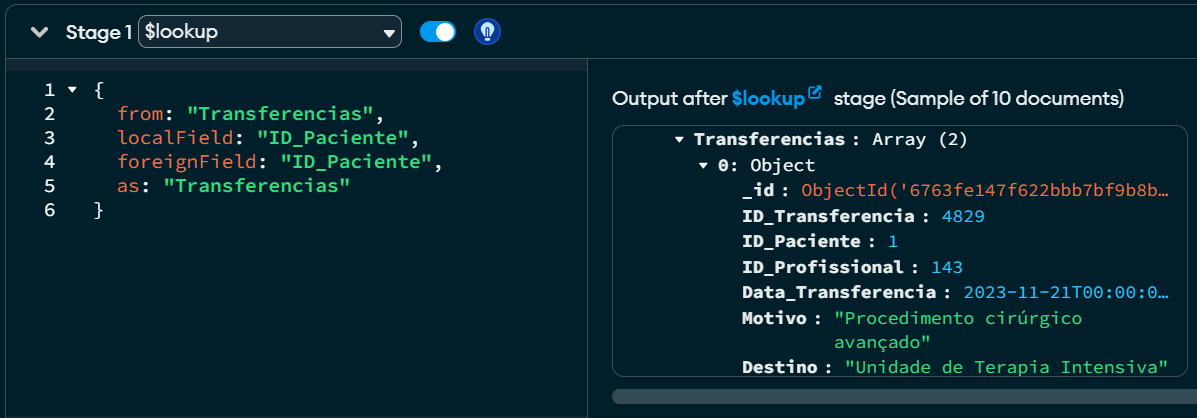 Stage 1 $lookup
1 {
2 from: "Transferencias",
3 localField: "ID_Paciente",
4 foreignField: "ID_Paciente",
5 as: "Transferencias"
6 }
Output after $lookup stage (Sample of 10 documents)
Transferencias : Array (2)
0: Object
_id : ObjectId('6763fe147f622bbb7bf9b8b…
ID_Transferencia : 4829
ID_Paciente : 1
ID_Profissional : 143
Data_Transferencia : 2023-11-21T00:00:0…
Motivo : "Procedimento cirúrgico
avançado"
Destino : "Unidade de Terapia Intensiva"